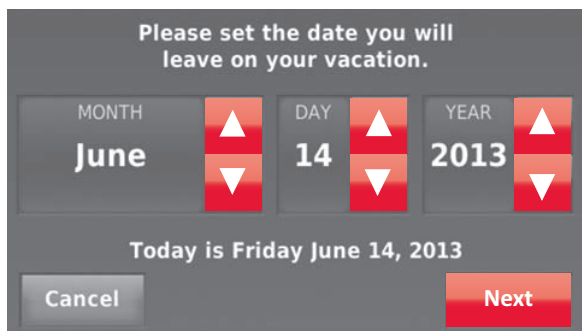 Please set the date you will
leave on your vacation.
MONTH
June
DAY
14
YEAR
2013
Today is Friday June 14, 2013
Cancel
Next